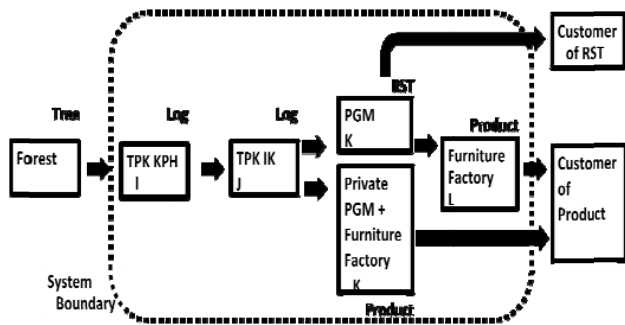 Customer
of RST
Tree
Log
Log
RST
PGM
K
Product
Forest
TPK KPH
I
TPK IK
J
Furniture
Factory
L
Customer
of
Product
Private
PGM +
Furniture
Factory
K
System
Boundary
Product